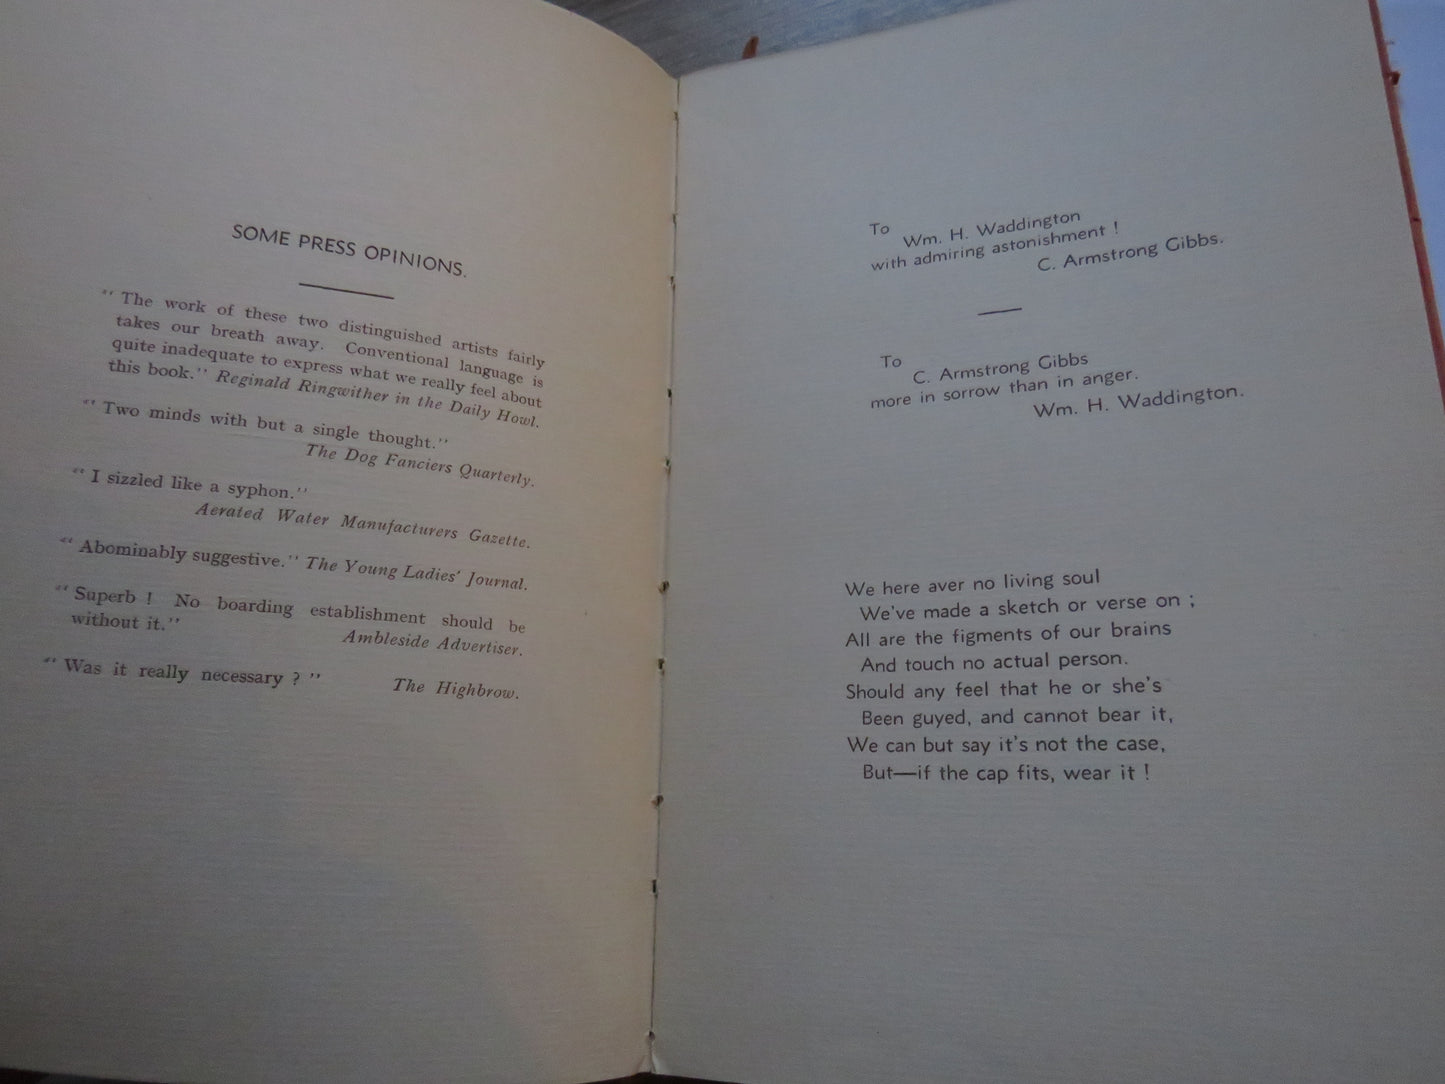 SOME PRESS OPINIONS.
“ The work of these two distinguished artists fairly
takes our breath away. Conventional language is
quite inadequate to express what we really feel about
this book.” Reginald Ringwither in the Daily Howl.
“ Two minds with but a single thought.”
The Dog Fanciers Quarterly.
“ I sizzled like a syphon.”
Aerated Water Manufacturers Gazette.
“ Abominably suggestive.” The Young Ladies’ Journal.
“ Superb ! No boarding establishment should be
without it.” Ambleside Advertiser.
“ Was it really necessary ? ” The Highbrow.
To
Wm. H. Waddington
with admiring astonishment !
C. Armstrong Gibbs.
To
C. Armstrong Gibbs
more in sorrow than in anger.
Wm. H. Waddington.
We here aver no living soul
We’ve made a sketch or verse on ;
All are the figments of our brains
And touch no actual person.
Should any feel that he or she’s
Been guyed, and cannot bear it,
We can but say it’s not the case,
But—if the cap fits, wear it !